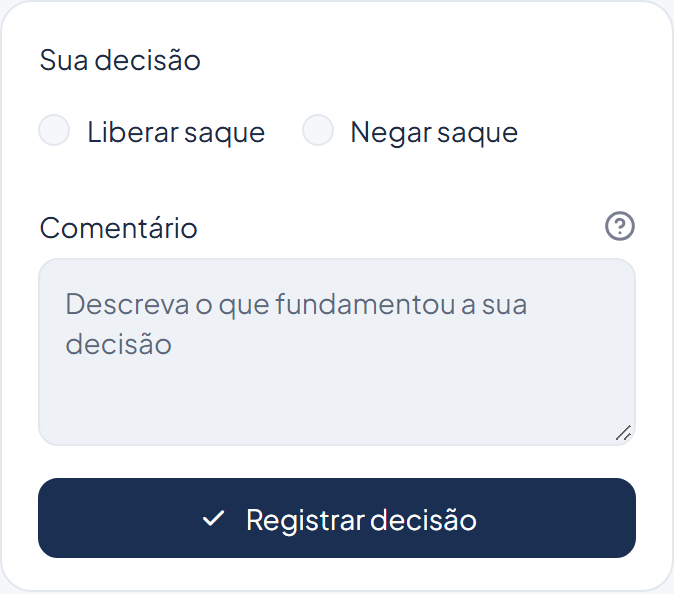 Sua decisão
Liberar saque Negar saque
Comentário
Descreva o que fundamentou a sua
decisão
Registrar decisão